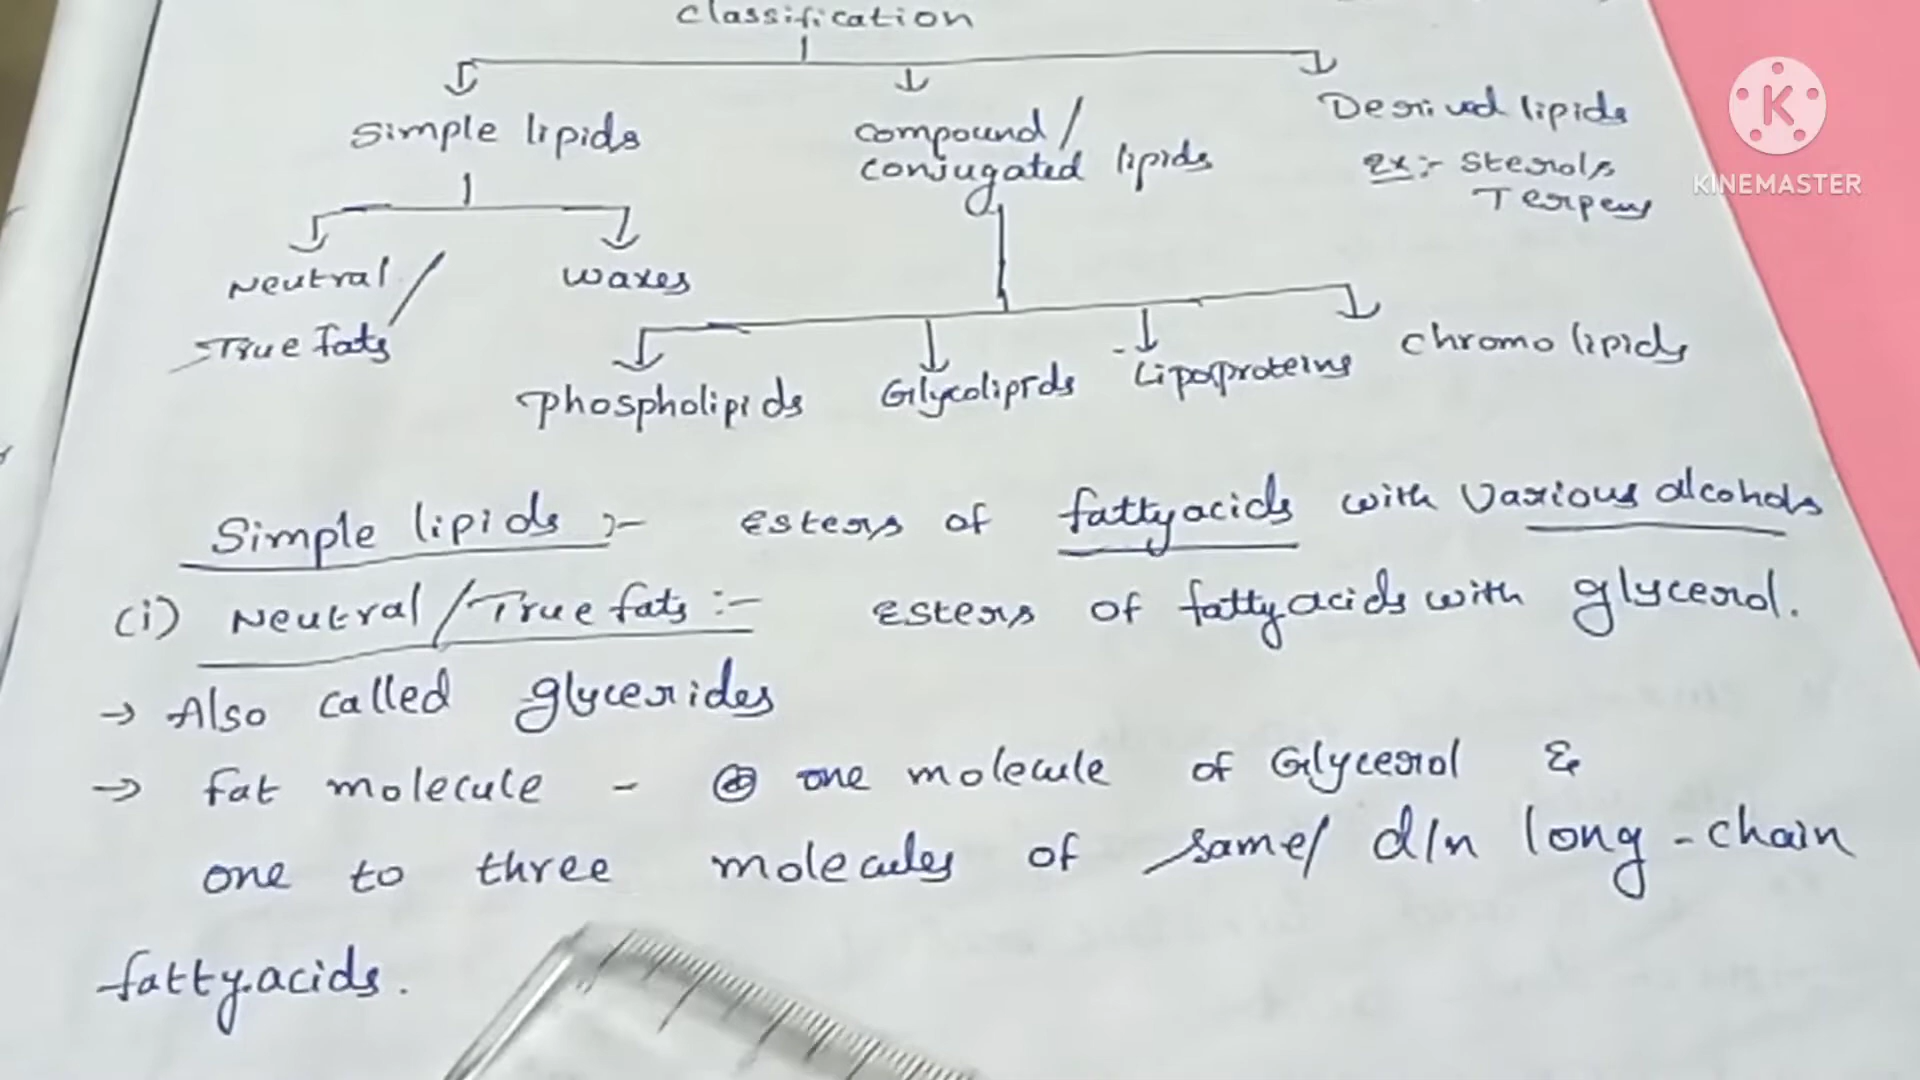 Classification
Simple lipids
Compound/
conjugated lipids
Derived lipids
Ex:- Sterols
Terpens
Neutral/
True fats
Waxes
Phospholipids
Glycolipids
Lipoproteins
Chromo lipids
Simple lipids :- Esters of fattyacids with Various alcohols
(i) Neutral/True fats :- Esters of fattyacids with glycerol.
→ Also called glycerides
→ fat molecule - one molecule of Glycerol &
one to three molecules of same/ d/n long-chain
fattyacids.
K
KINEMASTER